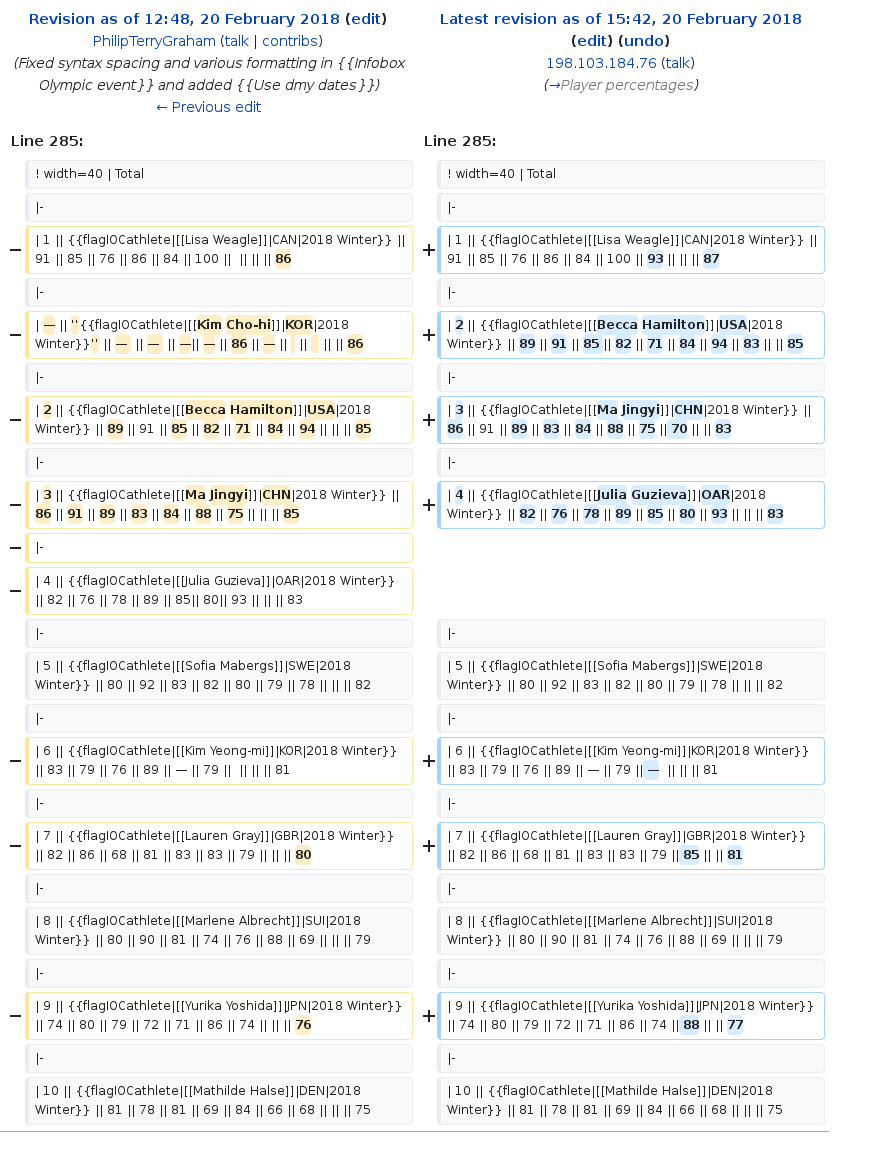 Revision as of 12:48, 20 February 2018 (edit)
PhilipTerryGraham (talk | contribs)
(Fixed syntax spacing and various formatting in {{Infobox
Olympic event}} and added {{Use dmy dates}})
← Previous edit
Latest revision as of 15:42, 20 February 2018
(edit) (undo)
198.103.184.76 (talk)
(→Player percentages)
Line 285:
Line 285:
! width=40 | Total
! width=40 | Total
|-
|-
− | 1 || {{flagIOCathlete|[[Lisa Weagle]]|CAN|2018 Winter}} ||
91 || 85 || 76 || 86 || 84 || 100 ||  || || || 86
+ | 1 || {{flagIOCathlete|[[Lisa Weagle]]|CAN|2018 Winter}} ||
91 || 85 || 76 || 86 || 84 || 100 || 93 || || || 87
|-
|-
− | — || ''{{flagIOCathlete|[[Kim Cho-hi]]|KOR|2018
Winter}}'' || — || — || —|| — || 86 || — || ||  || || 86
+ | 2 || {{flagIOCathlete|[[Becca Hamilton]]|USA|2018
Winter}} || 89 || 91 || 85 || 82 || 71 || 84 || 94 || 83 || || 85
|-
|-
− | 2 || {{flagIOCathlete|[[Becca Hamilton]]|USA|2018
Winter}} || 89 || 91 || 85 || 82 || 71 || 84 || 94 || || || 85
+ | 3 || {{flagIOCathlete|[[Ma Jingyi]]|CHN|2018 Winter}} ||
86 || 91 || 89 || 83 || 84 || 88 || 75 || 70 || || 83
|-
|-
− | 3 || {{flagIOCathlete|[[Ma Jingyi]]|CHN|2018 Winter}} ||
86 || 91 || 89 || 83 || 84 || 88 || 75 || || || 85
+ | 4 || {{flagIOCathlete|[[Julia Guzieva]]|OAR|2018
Winter}} || 82 || 76 || 78 || 89 || 85 || 80 || 93 || || || 83
− |-
− | 4 || {{flagIOCathlete|[[Julia Guzieva]]|OAR|2018 Winter}}
|| 82 || 76 || 78 || 89 || 85|| 80|| 93 || || || 83
|-
|-
| 5 || {{flagIOCathlete|[[Sofia Mabergs]]|SWE|2018
Winter}} || 80 || 92 || 83 || 82 || 80 || 79 || 78 || || || 82
| 5 || {{flagIOCathlete|[[Sofia Mabergs]]|SWE|2018
Winter}} || 80 || 92 || 83 || 82 || 80 || 79 || 78 || || || 82
|-
|-
− | 6 || {{flagIOCathlete|[[Kim Yeong-mi]]|KOR|2018 Winter}}
|| 83 || 79 || 76 || 89 || — || 79 ||  || || || 81
+ | 6 || {{flagIOCathlete|[[Kim Yeong-mi]]|KOR|2018 Winter}}
|| 83 || 79 || 76 || 89 || — || 79 || —  || || || 81
|-
|-
− | 7 || {{flagIOCathlete|[[Lauren Gray]]|GBR|2018 Winter}}
|| 82 || 86 || 68 || 81 || 83 || 83 || 79 || || || 80
+ | 7 || {{flagIOCathlete|[[Lauren Gray]]|GBR|2018 Winter}}
|| 82 || 86 || 68 || 81 || 83 || 83 || 79 || 85 || || 81
|-
|-
| 8 || {{flagIOCathlete|[[Marlene Albrecht]]|SUI|2018
Winter}} || 80 || 90 || 81 || 74 || 76 || 88 || 69 || || || 79
| 8 || {{flagIOCathlete|[[Marlene Albrecht]]|SUI|2018
Winter}} || 80 || 90 || 81 || 74 || 76 || 88 || 69 || || || 79
|-
|-
− | 9 || {{flagIOCathlete|[[Yurika Yoshida]]|JPN|2018 Winter}}
|| 74 || 80 || 79 || 72 || 71 || 86 || 74 || || || 76
+ | 9 || {{flagIOCathlete|[[Yurika Yoshida]]|JPN|2018 Winter}}
|| 74 || 80 || 79 || 72 || 71 || 86 || 74 || 88 || || 77
|-
|-
| 10 || {{flagIOCathlete|[[Mathilde Halse]]|DEN|2018
Winter}} || 81 || 78 || 81 || 69 || 84 || 66 || 68 || || || 75
| 10 || {{flagIOCathlete|[[Mathilde Halse]]|DEN|2018
Winter}} || 81 || 78 || 81 || 69 || 84 || 66 || 68 || || || 75